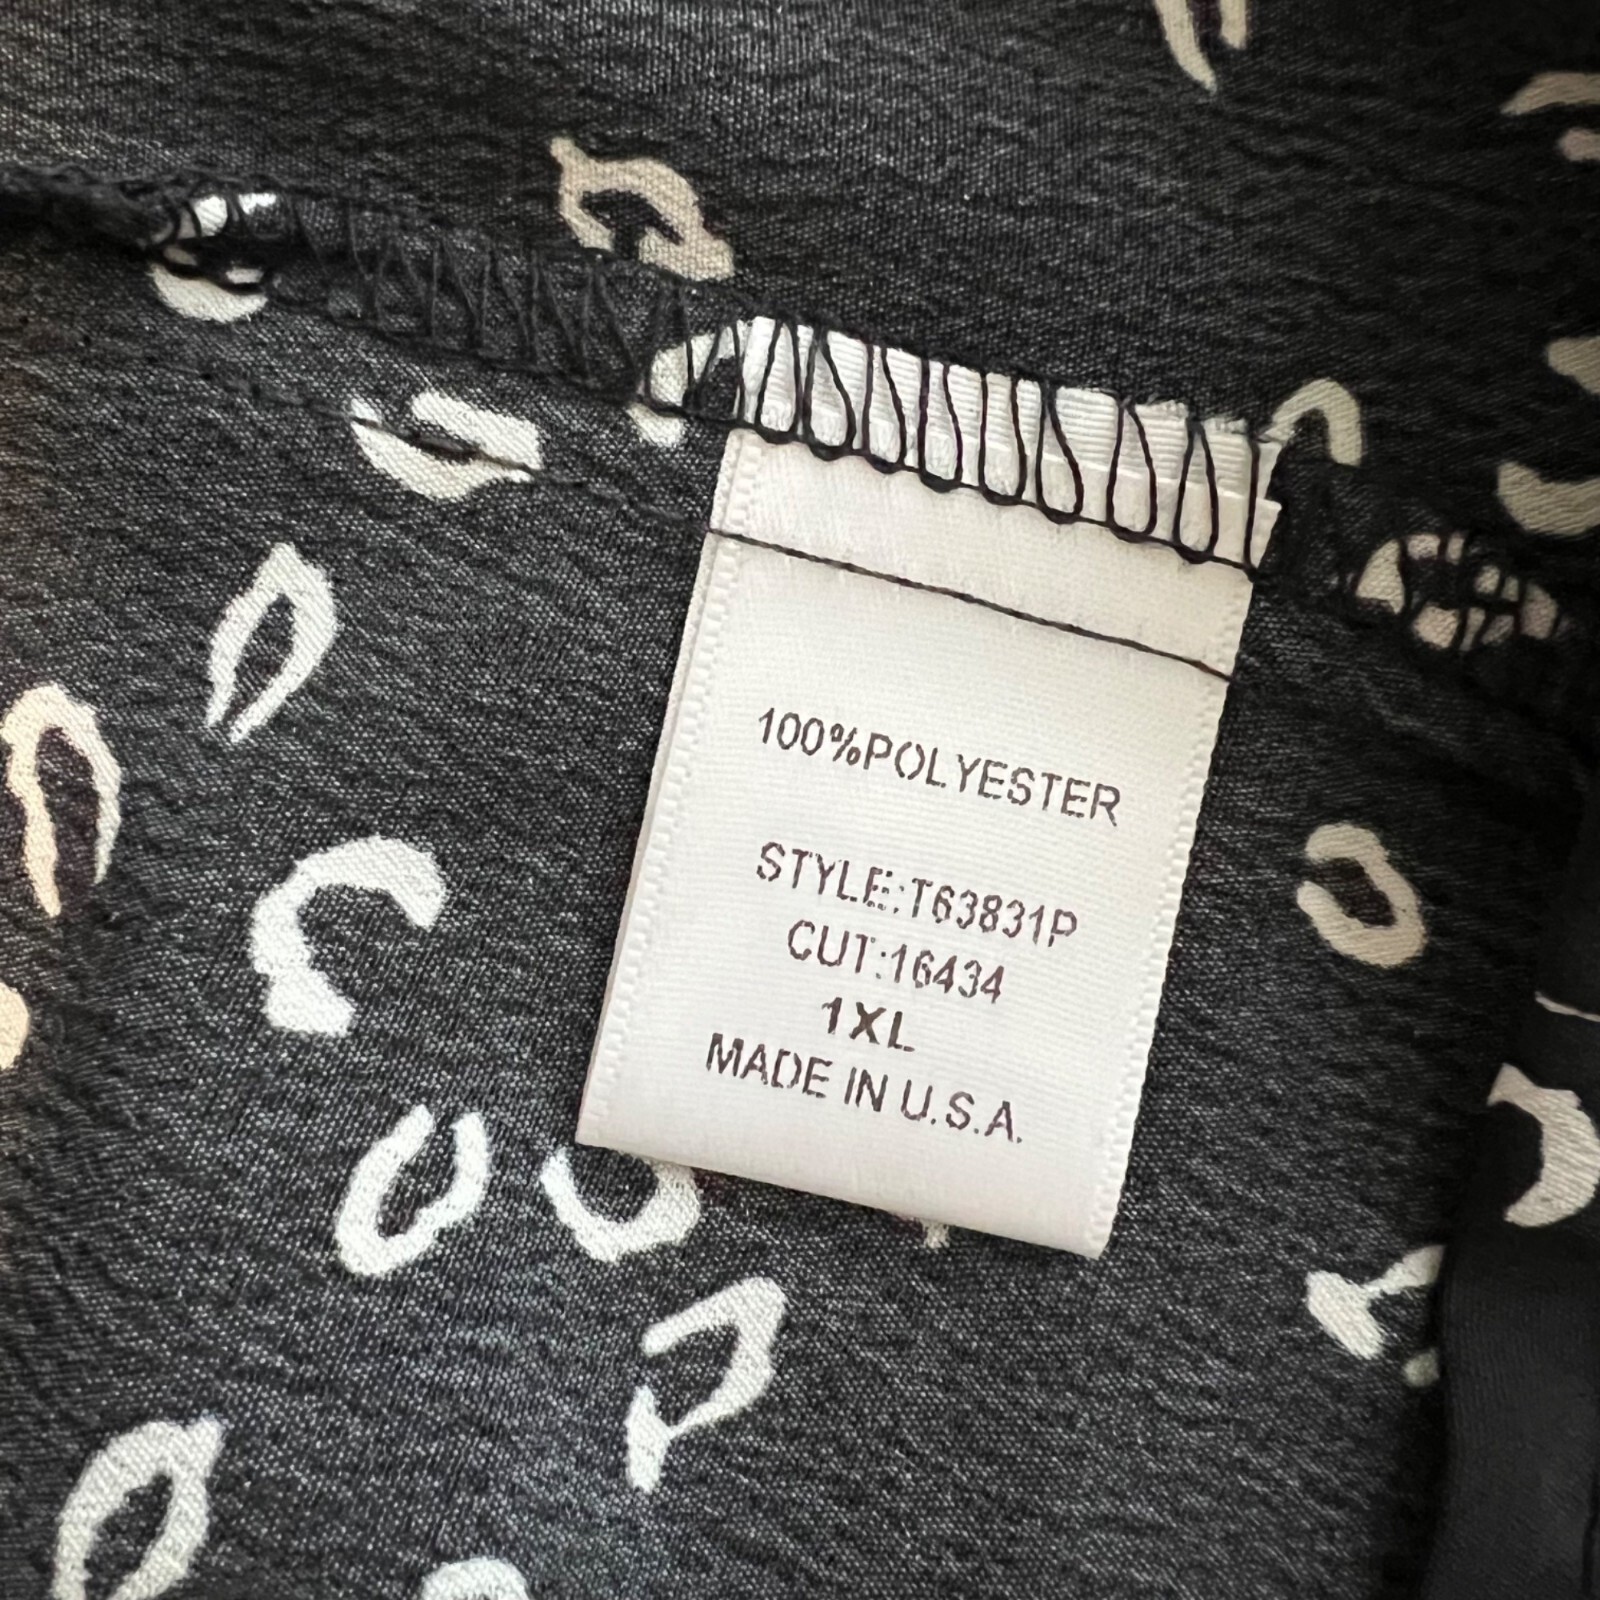 100%POLYESTER
STYLE:T63831P
CUT:16434
1XL
MADE IN U.S.A.